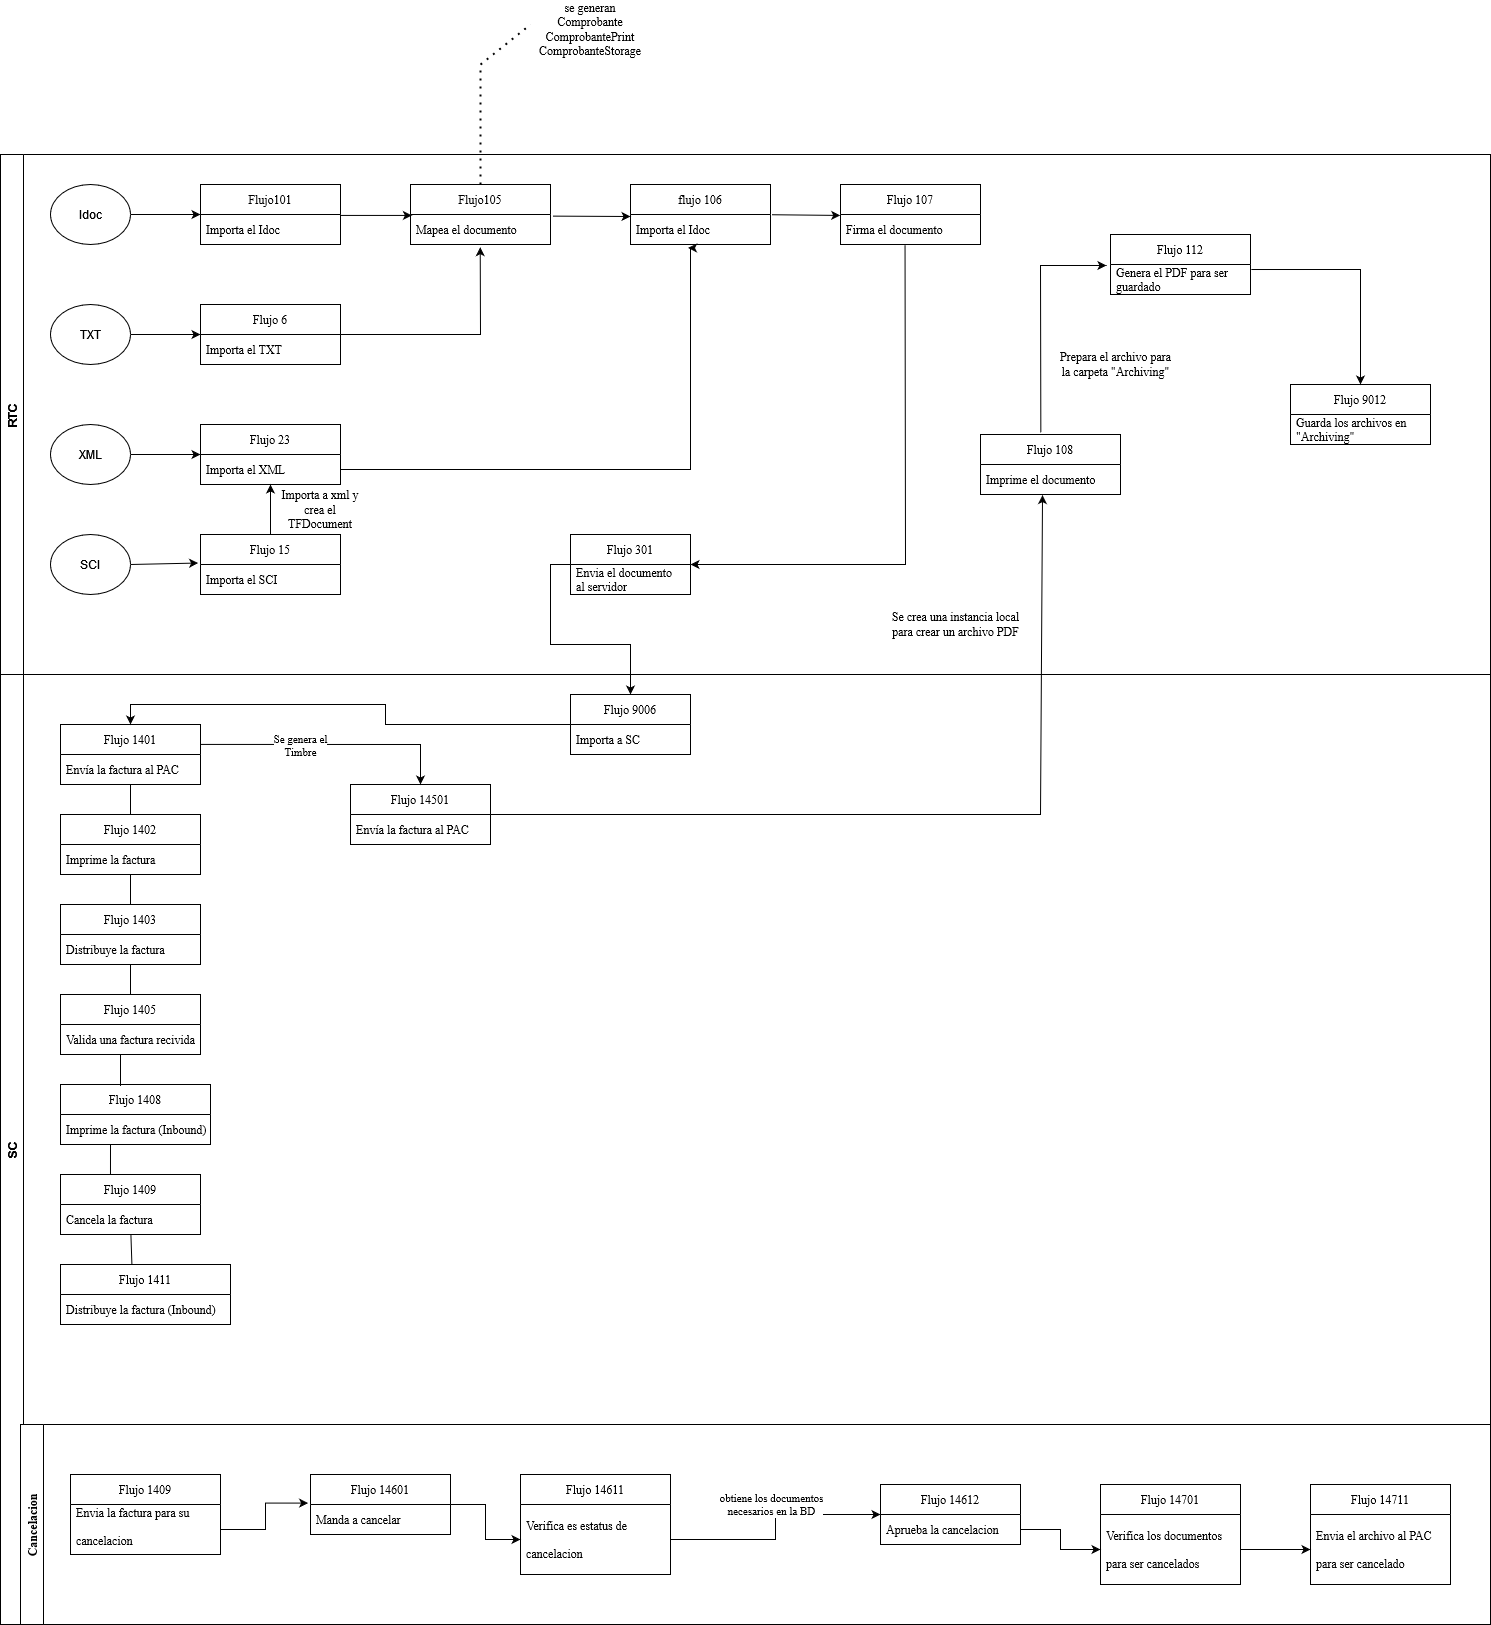 se generan
Comprobante
ComprobantePrint
ComprobanteStorage
RTC
Idoc
Flujo101
Importa el Idoc
Flujo105
Mapea el documento
flujo 106
Importa el Idoc
Flujo 107
Firma el documento
Flujo 112
Genera el PDF para ser
guardado
TXT
Flujo 6
Importa el TXT
Prepara el archivo para
la carpeta "Archiving"
Flujo 9012
Guarda los archivos en
"Archiving"
XML
Flujo 23
Importa el XML
Flujo 108
Imprime el documento
Importa a xml y
crea el
TFDocument
SCI
Flujo 15
Importa el SCI
Flujo 301
Envia el documento
al servidor
Se crea una instancia local
para crear un archivo PDF
SC
Flujo 9006
Importa a SC
Flujo 1401
Envía la factura al PAC
Se genera el
Timbre
Flujo 14501
Envía la factura al PAC
Flujo 1402
Imprime la factura
Flujo 1403
Distribuye la factura
Flujo 1405
Valida una factura recivida
Flujo 1408
Imprime la factura (Inbound)
Flujo 1409
Cancela la factura
Flujo 1411
Distribuye la factura (Inbound)
Cancelacion
Flujo 1409
Envia la factura para su
cancelacion
Flujo 14601
Manda a cancelar
Flujo 14611
Verifica es estatus de
cancelacion
obtiene los documentos
necesarios en la BD
Flujo 14612
Aprueba la cancelacion
Flujo 14701
Verifica los documentos
para ser cancelados
Flujo 14711
Envia el archivo al PAC
para ser cancelado